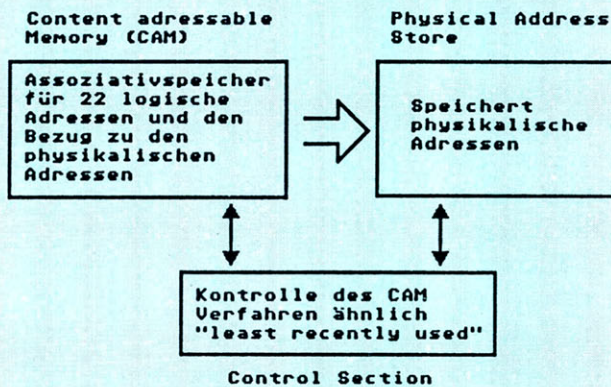 Content adressable
Memory (CAM)
Physical Address
Store
Assoziativspeicher
für 22 logische
Adressen und den
Bezug zu den
physikalischen
Adressen
Speichert
physikalische
Adressen
Kontrolle des CAM
Verfahren ähnlich
"least recently used"
Control Section